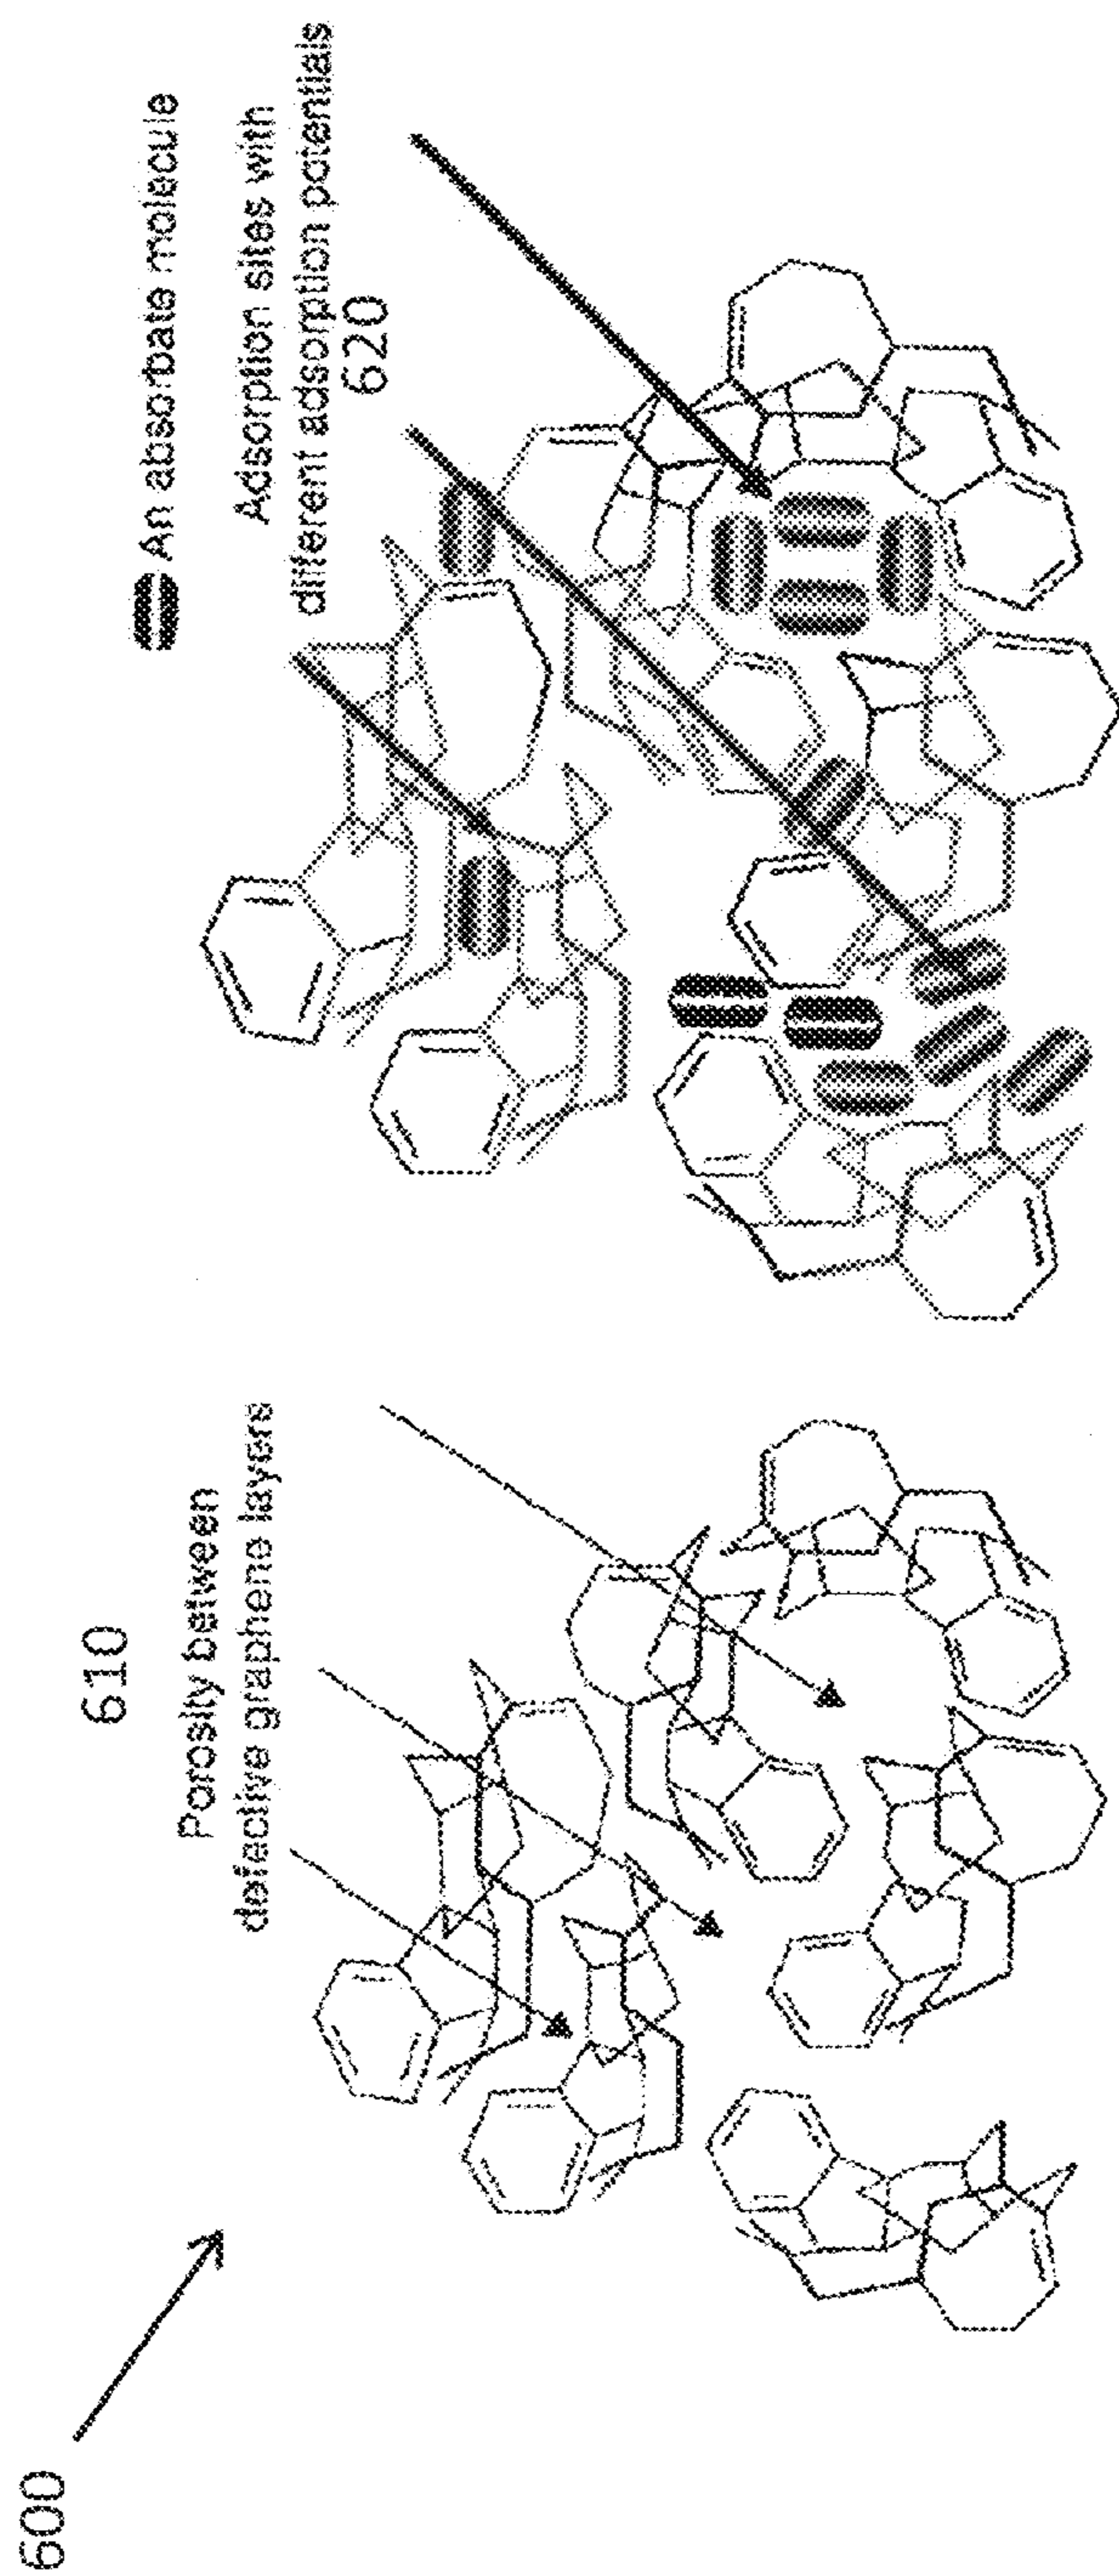 600
610
Porosity between
defective graphene layers
An absorbate molecule
Adsorption sites with
different adsorption potentials
620